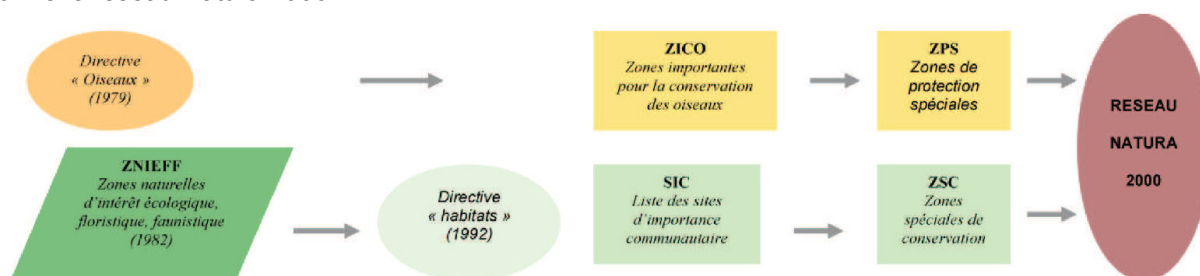 Directive
« Oiseaux »
(1979)
ZICO
Zones importantes
pour la conservation
des oiseaux
ZPS
Zones de
protection
spéciales
RESEAU
NATURA
2000
ZNIEFF
Zones naturelles
d'intérêt écologique,
floristique, faunistique
(1982)
Directive
« habitats »
(1992)
SIC
Liste des sites
d'importance
communautaire
ZSC
Zones
spéciales de
conservation